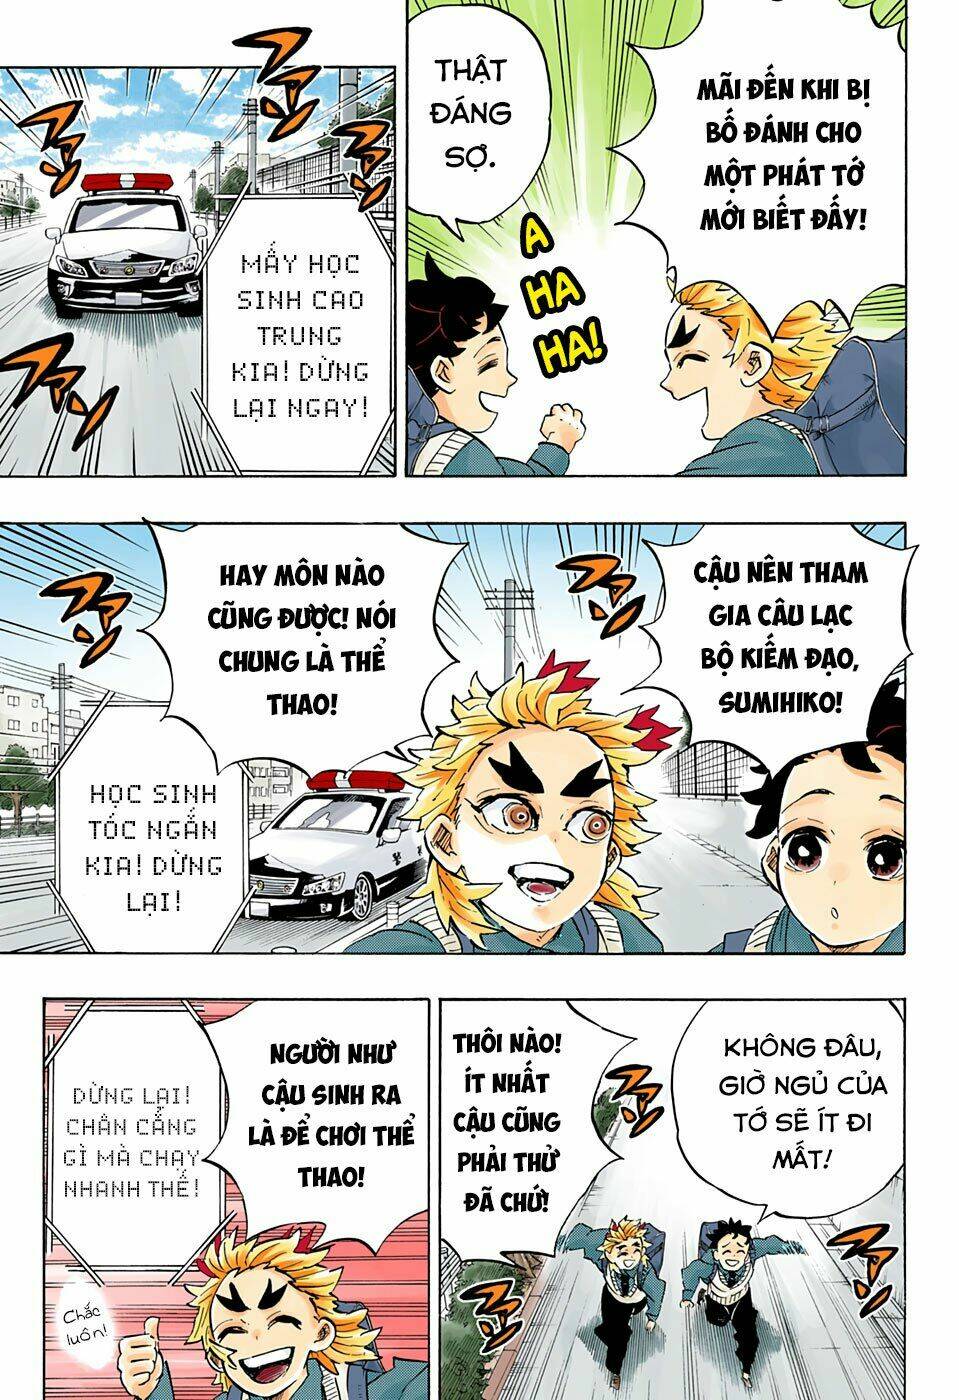 MÃI ĐẾN KHI BỊ
BỐ ĐÁNH CHO
MỘT PHÁT TỚ
MỚI BIẾT ĐẤY!
THẬT
ĐÁNG
SỢ.
A
HA
HA!
MẤY HỌC
SINH CAO
TRUNG
KIA! DỪNG
LẠI NGAY!
CẬU NÊN THAM
GIA CÂU LẠC
BỘ KIẾM ĐẠO,
SUMIHIKO!
HAY MÔN NÀO
CŨNG ĐƯỢC! NÓI
CHUNG LÀ THỂ
THAO!
HỌC SINH
TÓC NGẮN
KIA! DỪNG
LẠI!
KHÔNG ĐÂU,
GIỜ NGỦ CỦA
TỚ SẼ ÍT ĐI
MẤT!
THÔI NÀO!
ÍT NHẤT
CẬU CŨNG
PHẢI THỬ
ĐÃ CHỨ!
NGƯỜI NHƯ
CẬU SINH RA
LÀ ĐỂ CHƠI THỂ
THAO!
DỪNG LẠI!
CHÂN CẲNG
GÌ MÀ CHẠY
NHANH THẾ!
Chắc
luôn!